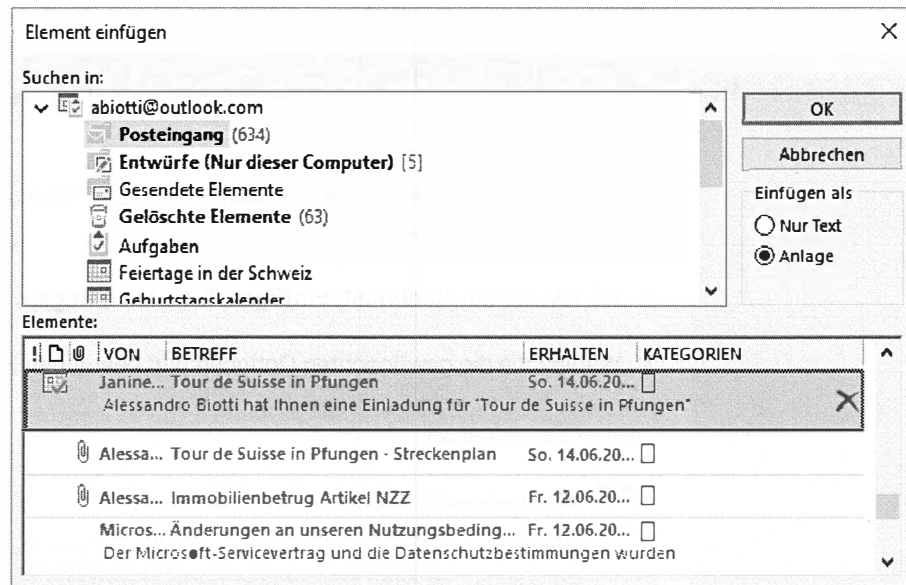 Element einfügen
Suchen in:
abiotti@outlook.com
Posteingang (634)
Entwürfe (Nur dieser Computer) [5]
Gesendete Elemente
Gelöschte Elemente (63)
Aufgaben
Feiertage in der Schweiz
Geburtstagskalender
OK
Abbrechen
Einfügen als
Nur Text
Anlage
Elemente:
! VON BETREFF ERHALTEN KATEGORIEN
Janine... Tour de Suisse in Pfungen So. 14.06.20...
Alessandro Biotti hat Ihnen eine Einladung für "Tour de Suisse in Pfungen"
Alessa... Tour de Suisse in Pfungen - Streckenplan So. 14.06.20...
Alessa... Immobilienbetrug Artikel NZZ Fr. 12.06.20...
Micros... Änderungen an unseren Nutzungsbeding... Fr. 12.06.20...
Der Microsoft-Servicevertrag und die Datenschutzbestimmungen wurden